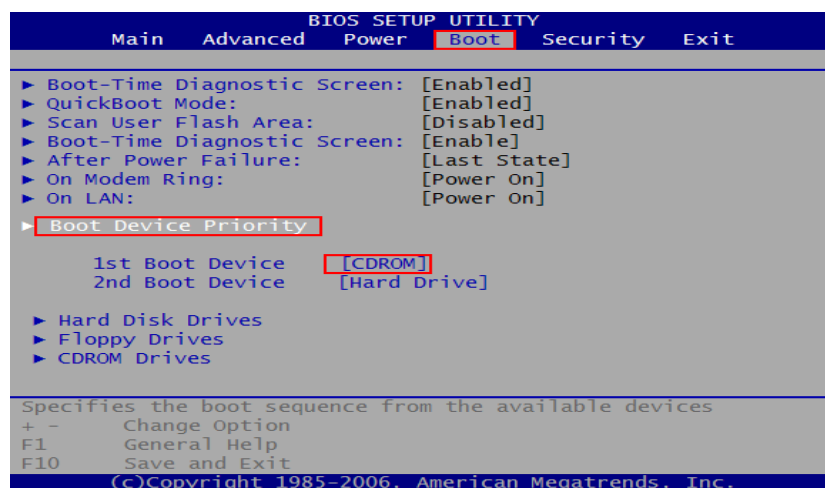 BIOS SETUP UTILITY
Main Advanced Power Boot Security Exit
► Boot-Time Diagnostic Screen: [Enabled]
► QuickBoot Mode: [Enabled]
► Scan User Flash Area: [Disabled]
► Boot-Time Diagnostic Screen: [Enable]
► After Power Failure: [Last State]
► On Modem Ring: [Power On]
► On LAN: [Power On]
► Boot Device Priority
1st Boot Device [CDROM]
2nd Boot Device [Hard Drive]
► Hard Disk Drives
► Floppy Drives
► CDROM Drives
Specifies the boot sequence from the available devices
+ - Change Option
F1 General Help
F10 Save and Exit
(c)Copyright 1985-2006, American Megatrends, Inc.